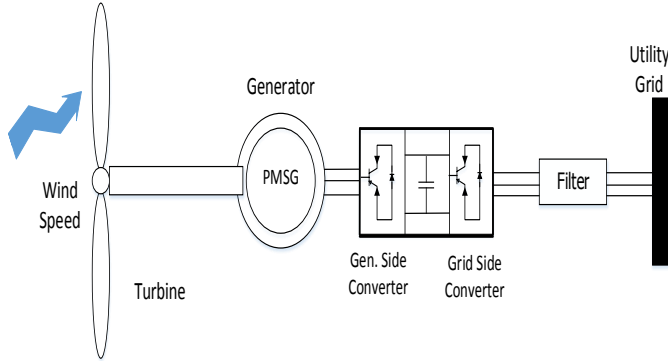 Utility
Grid
Generator
PMSG
Filter
Wind
Speed
Gen. Side
Converter
Grid Side
Converter
Turbine